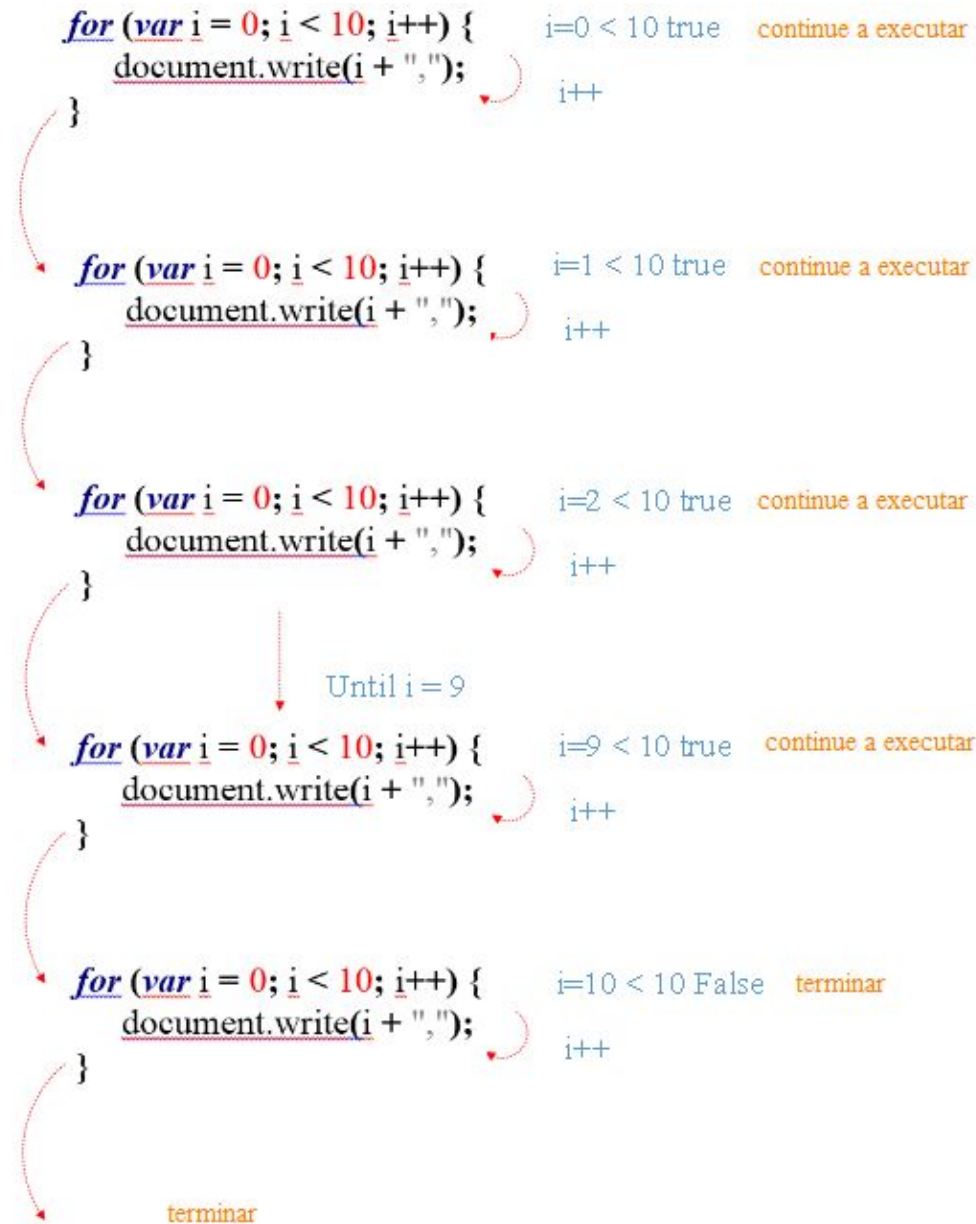 for (var i = 0; i < 10; i++) { i=0 < 10 true continue a executar
document.write(i + ","); 
i++
}
for (var i = 0; i < 10; i++) { i=1 < 10 true continue a executar
document.write(i + ",");
i++
}
for (var i = 0; i < 10; i++) { i=2 < 10 true continue a executar
document.write(i + ",");
i++
}
Until i = 9
for (var i = 0; i < 10; i++) { i=9 < 10 true continue a executar
document.write(i + ",");
i++
}
for (var i = 0; i < 10; i++) { i=10 < 10 False terminar
document.write(i + ",");
i++
}
terminar